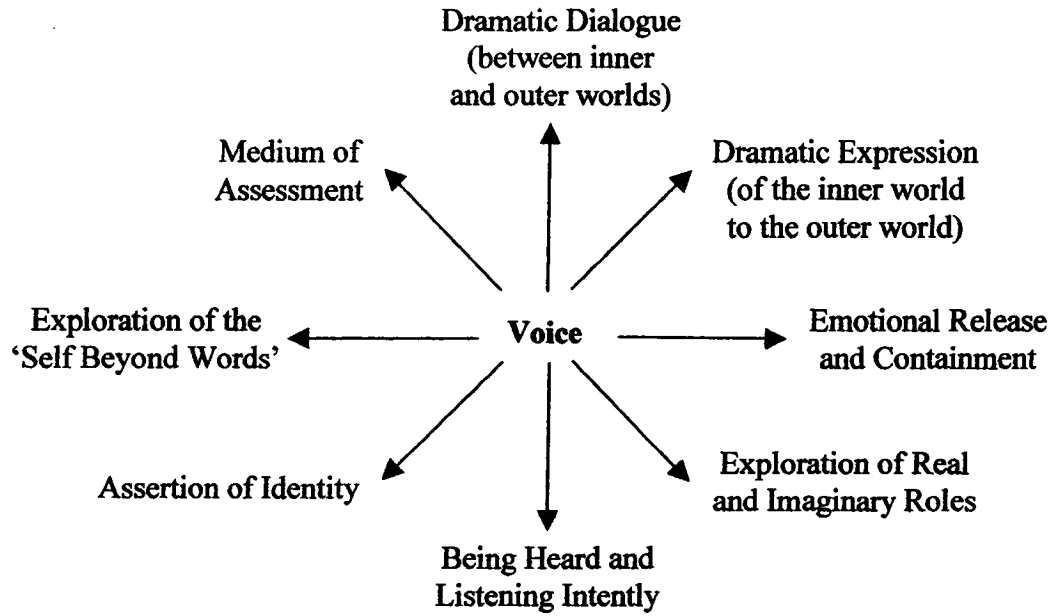 Dramatic Dialogue
(between inner
and outer worlds)
Medium of
Assessment
Dramatic Expression
(of the inner world
to the outer world)
Exploration of the
‘Self Beyond Words’
Voice
Emotional Release
and Containment
Assertion of Identity
Exploration of Real
and Imaginary Roles
Being Heard and
Listening Intently